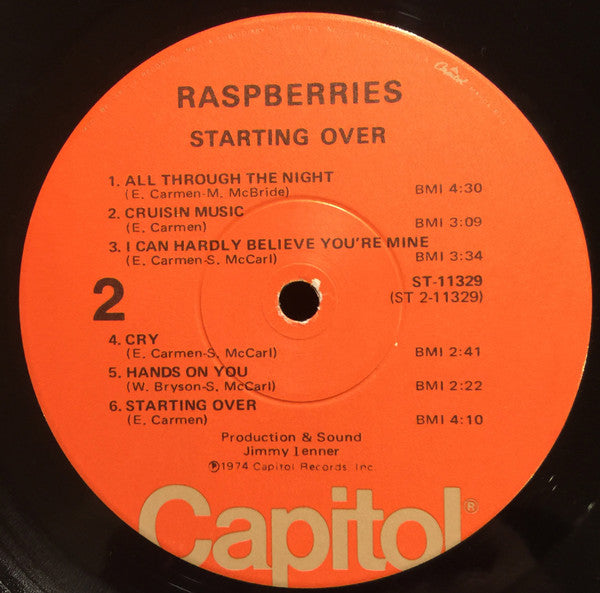 Capitol
RASPBERRIES
STARTING OVER
1. ALL THROUGH THE NIGHT
(E. Carmen-M. McBride) BMI 4:30
2. CRUISIN MUSIC
(E. Carmen) BMI 3:09
3. I CAN HARDLY BELIEVE YOU'RE MINE
(E. Carmen-S. McCarl) BMI 3:34
2
ST-11329
(ST 2-11329)
4. CRY
(E. Carmen-S. McCarl) BMI 2:41
5. HANDS ON YOU
(W. Bryson-S. McCarl) BMI 2:22
6. STARTING OVER
(E. Carmen) BMI 4:10
Production & Sound
Jimmy Ienner
℗1974 Capitol Records, Inc.
Capitol®